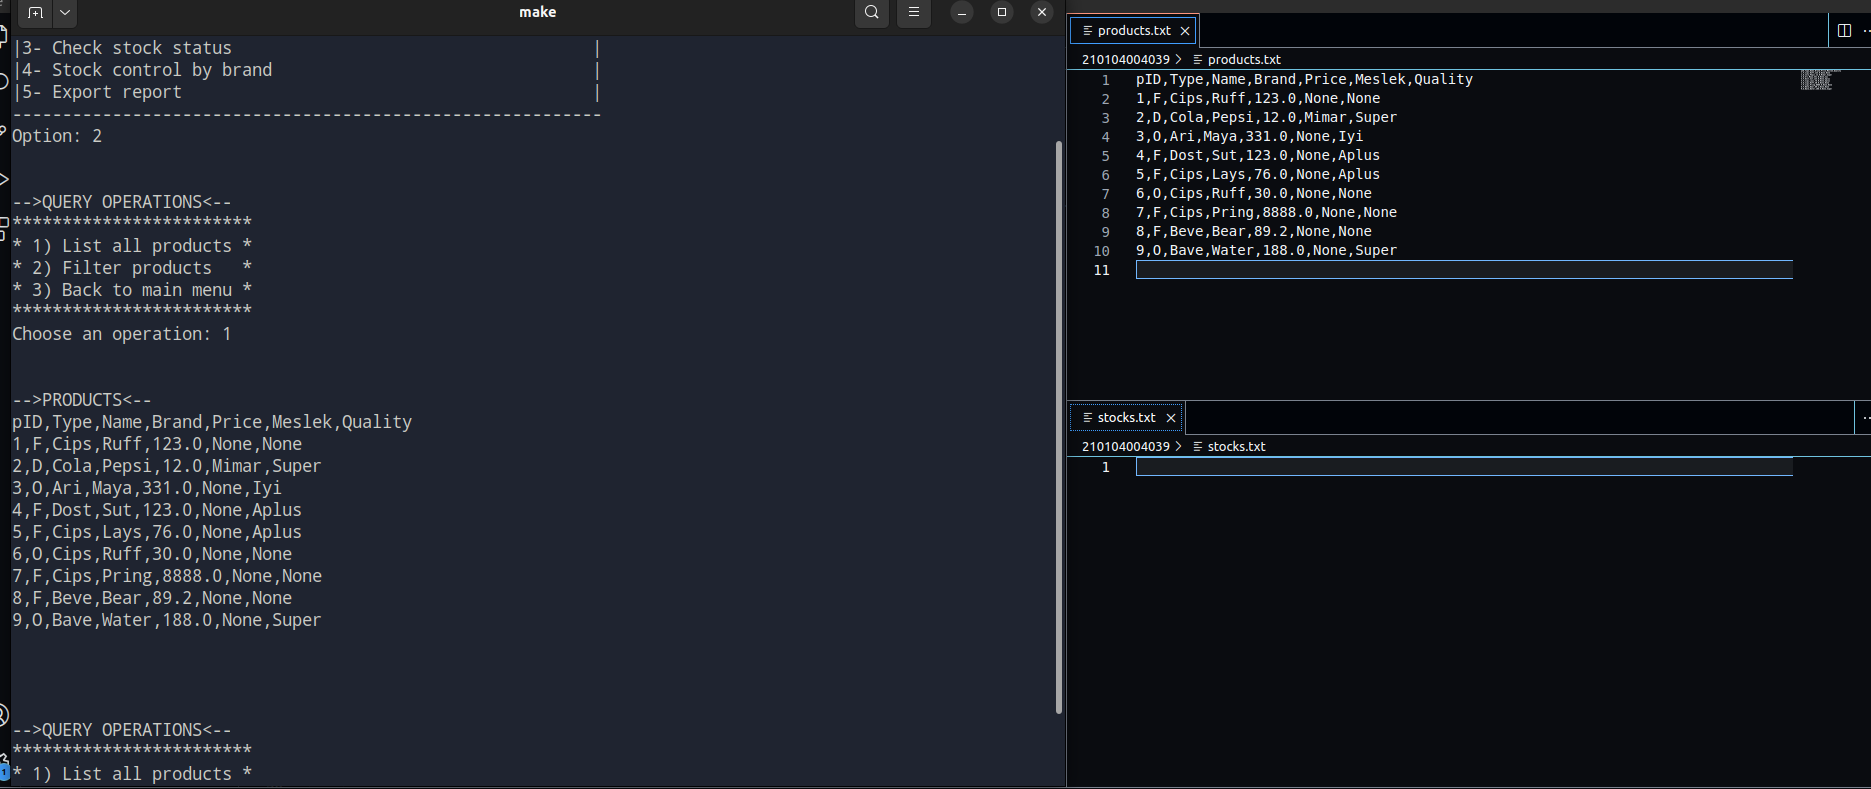 make
|3- Check stock status |
|4- Stock control by brand |
|5- Export report |
-----------------------------------------------------------
Option: 2
-->QUERY OPERATIONS<--
************************
* 1) List all products *
* 2) Filter products   *
* 3) Back to main menu *
************************
Choose an operation: 1
-->PRODUCTS<--
pID,Type,Name,Brand,Price,Meslek,Quality
1,F,Cips,Ruff,123.0,None,None
2,D,Cola,Pepsi,12.0,Mimar,Super
3,O,Ari,Maya,331.0,None,Iyi
4,F,Dost,Sut,123.0,None,Aplus
5,F,Cips,Lays,76.0,None,Aplus
6,O,Cips,Ruff,30.0,None,None
7,F,Cips,Pring,8888.0,None,None
8,F,Beve,Bear,89.2,None,None
9,O,Bave,Water,188.0,None,Super
-->QUERY OPERATIONS<--
************************
* 1) List all products *
1
products.txt
210104004039 > products.txt
1 pID,Type,Name,Brand,Price,Meslek,Quality
2 1,F,Cips,Ruff,123.0,None,None
3 2,D,Cola,Pepsi,12.0,Mimar,Super
4 3,O,Ari,Maya,331.0,None,Iyi
5 4,F,Dost,Sut,123.0,None,Aplus
6 5,F,Cips,Lays,76.0,None,Aplus
7 6,O,Cips,Ruff,30.0,None,None
8 7,F,Cips,Pring,8888.0,None,None
9 8,F,Beve,Bear,89.2,None,None
10 9,O,Bave,Water,188.0,None,Super
11
stocks.txt
210104004039 > stocks.txt
1